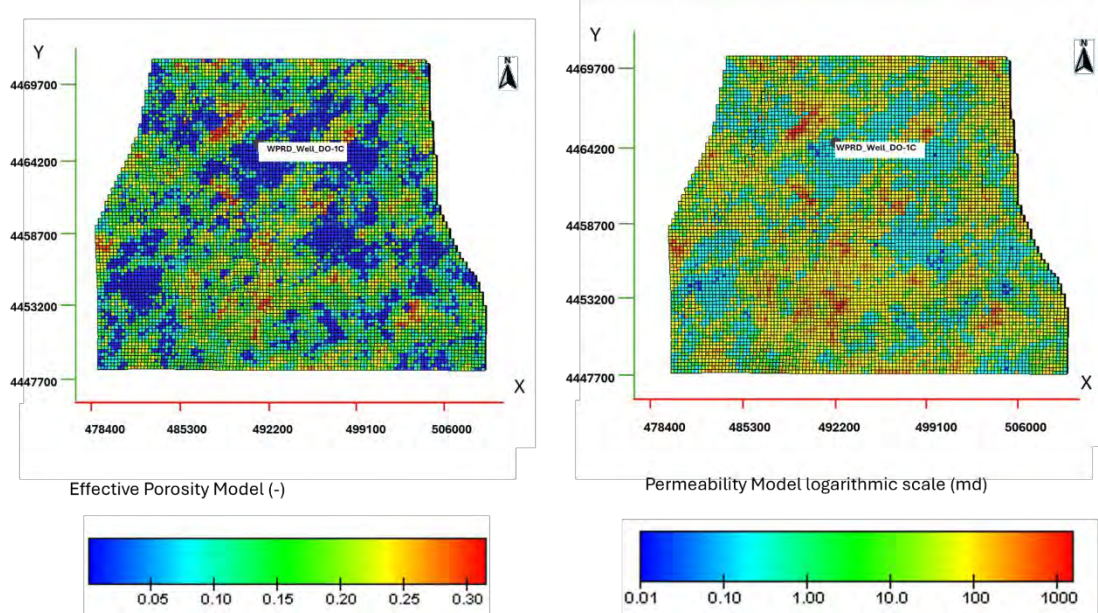 Y
N
4469700
WPRD_Well_DO-1C
4464200
4458700
4453200
4447700
X
478400 485300 492200 499100 506000
Effective Porosity Model (-)
0.05 0.10 0.15 0.20 0.25 0.30
Y
N
4469700
WPRD_Well_DO-1C
4464200
4458700
4453200
4447700
X
478400 485300 492200 499100 506000
Permeability Model logarithmic scale (md)
0.01 0.10 1.00 10.0 100 1000